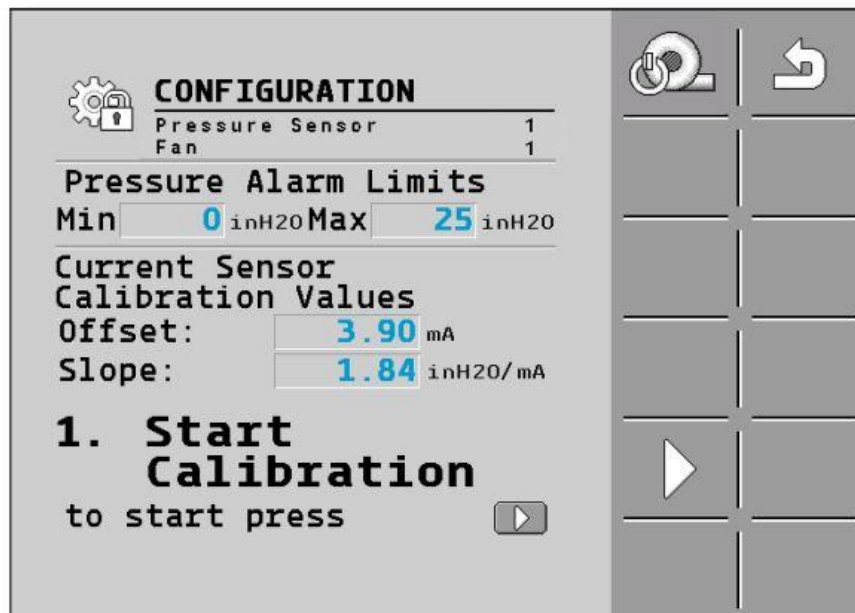 CONFIGURATION
Pressure Sensor 1
Fan 1
Pressure Alarm Limits
Min 0 inH2O Max 25 inH2O
Current Sensor
Calibration Values
Offset: 3.90 mA
Slope: 1.84 inH2O/mA
1. Start
Calibration
to start press